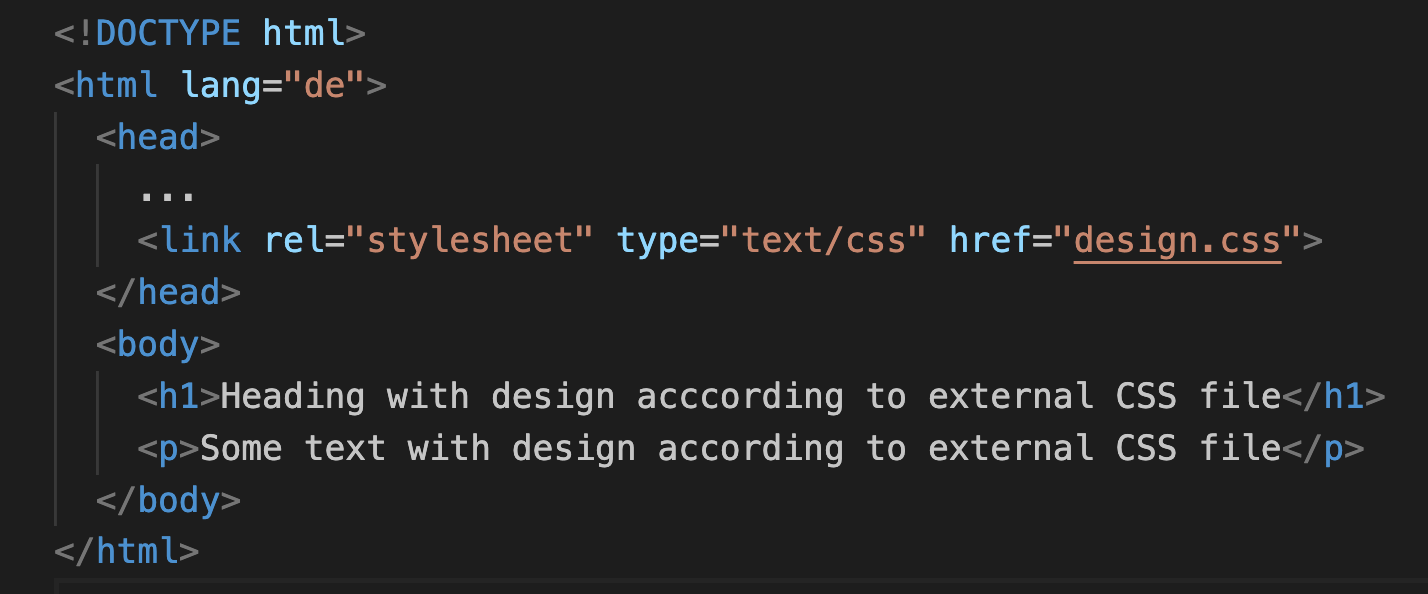 <!DOCTYPE html>
<html lang="de">
  <head>
    ...
    <link rel="stylesheet" type="text/css" href="design.css">
  </head>
  <body>
    <h1>Heading with design acccording to external CSS file</h1>
    <p>Some text with design according to external CSS file</p>
  </body>
</html>